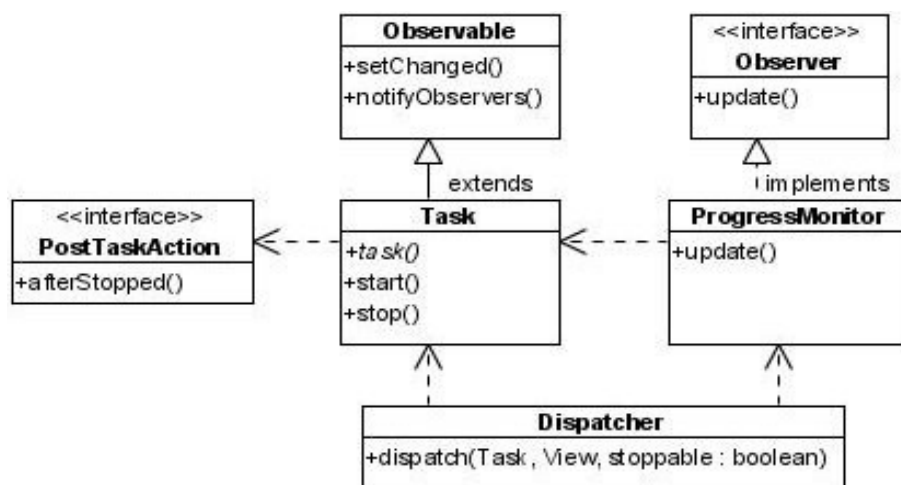 Observable
+setChanged()
+notifyObservers()
<<interface>>
Observer
+update()
extends
implements
<<interface>>
PostTaskAction
+afterStopped()
Task
+task()
+start()
+stop()
ProgressMonitor
+update()
Dispatcher
+dispatch(Task, View, stoppable : boolean)